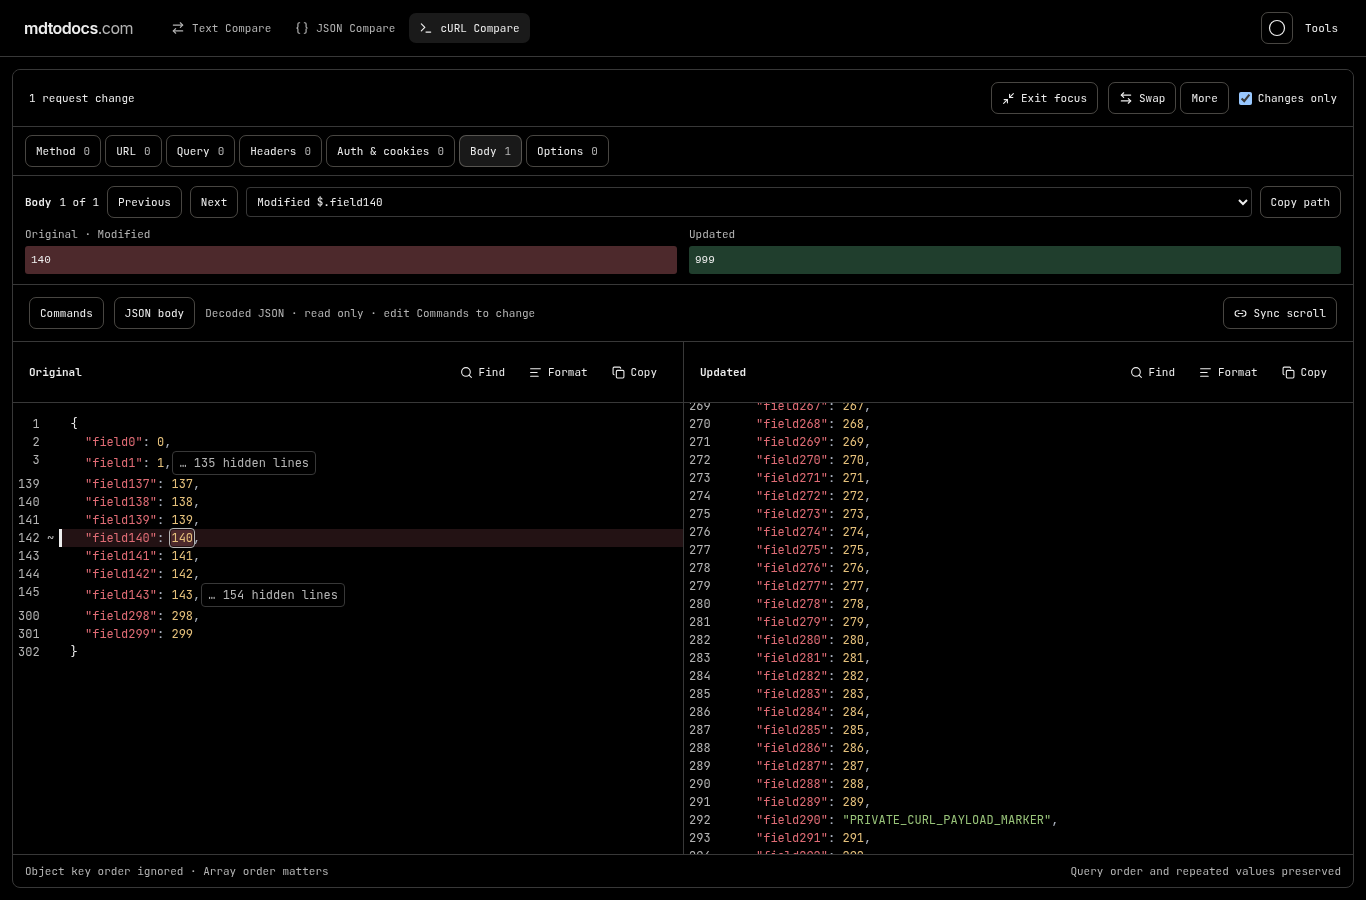 mdtodocs.com Text Compare {} JSON Compare cURL Compare Tools
1 request change Exit focus Swap More Changes only
Method 0 URL 0 Query 0 Headers 0 Auth & cookies 0 Body 1 Options 0
Body 1 of 1 Previous Next Modified $.field140 Copy path
Original · Modified Updated
140 999
Commands JSON body Decoded JSON · read only · edit Commands to change Sync scroll
Original Find Format Copy
1 {
2 "field0": 0,
3 "field1": 1, … 135 hidden lines
139 "field137": 137,
140 "field138": 138,
141 "field139": 139,
142 ~ "field140": 140,
143 "field141": 141,
144 "field142": 142,
145 "field143": 143, … 154 hidden lines
300 "field298": 298,
301 "field299": 299
302 }
Updated Find Format Copy
269 "field267": 267,
270 "field268": 268,
271 "field269": 269,
272 "field270": 270,
273 "field271": 271,
274 "field272": 272,
275 "field273": 273,
276 "field274": 274,
277 "field275": 275,
278 "field276": 276,
279 "field277": 277,
280 "field278": 278,
281 "field279": 279,
282 "field280": 280,
283 "field281": 281,
284 "field282": 282,
285 "field283": 283,
286 "field284": 284,
287 "field285": 285,
288 "field286": 286,
289 "field287": 287,
290 "field288": 288,
291 "field289": 289,
292 "field290": "PRIVATE_CURL_PAYLOAD_MARKER",
293 "field291": 291,
Object key order ignored · Array order matters Query order and repeated values preserved